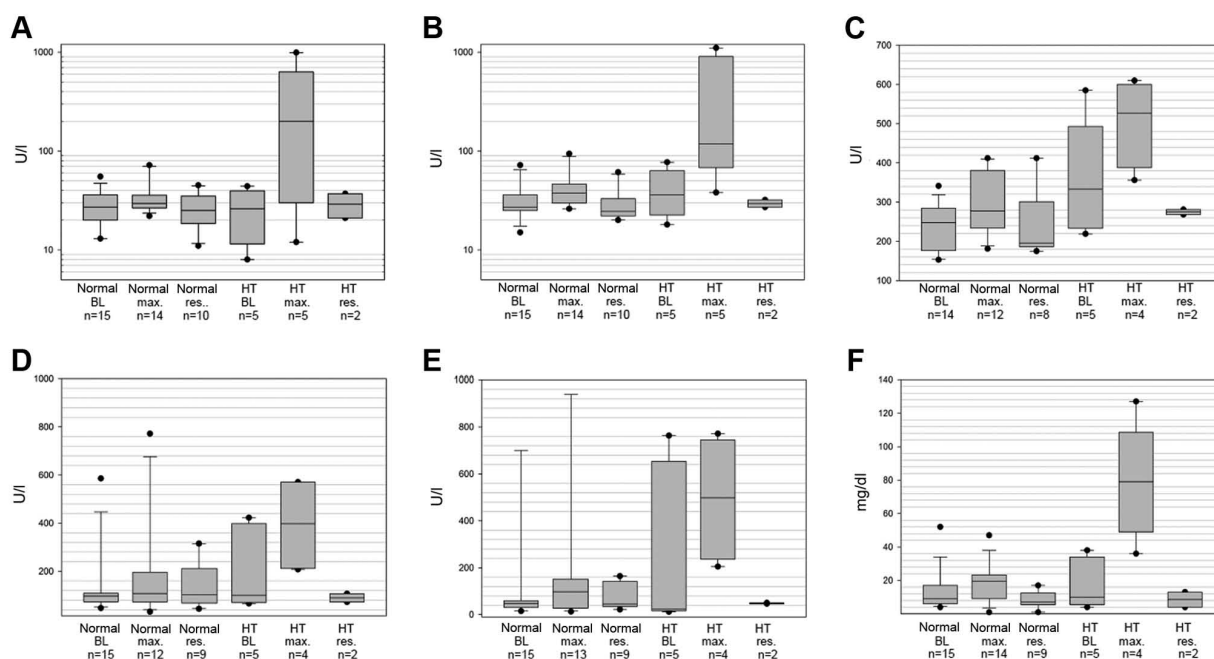 A
1000
100
10
U/l
Normal Normal Normal HT HT HT
BL max. res.. BL max. res.
n=15 n=14 n=10 n=5 n=5 n=2
B
1000
100
10
U/l
Normal Normal Normal HT HT HT
BL max. res. BL max. res.
n=15 n=14 n=10 n=5 n=5 n=2
C
700
600
500
400
300
200
100
U/l
Normal Normal Normal HT HT HT
BL max. res. BL max. res.
n=14 n=12 n=8 n=5 n=4 n=2
D
1000
800
600
400
200
U/l
Normal Normal Normal HT HT HT
BL max. res. BL max. res.
n=15 n=12 n=9 n=5 n=4 n=2
E
1000
800
600
400
200
0
U/l
Normal Normal Normal HT HT HT
BL max. res. BL max. res.
n=15 n=13 n=9 n=5 n=4 n=2
F
140
120
100
80
60
40
20
mg/dl
Normal Normal Normal HT HT HT
BL max. res. BL max. res.
n=15 n=14 n=9 n=5 n=4 n=2